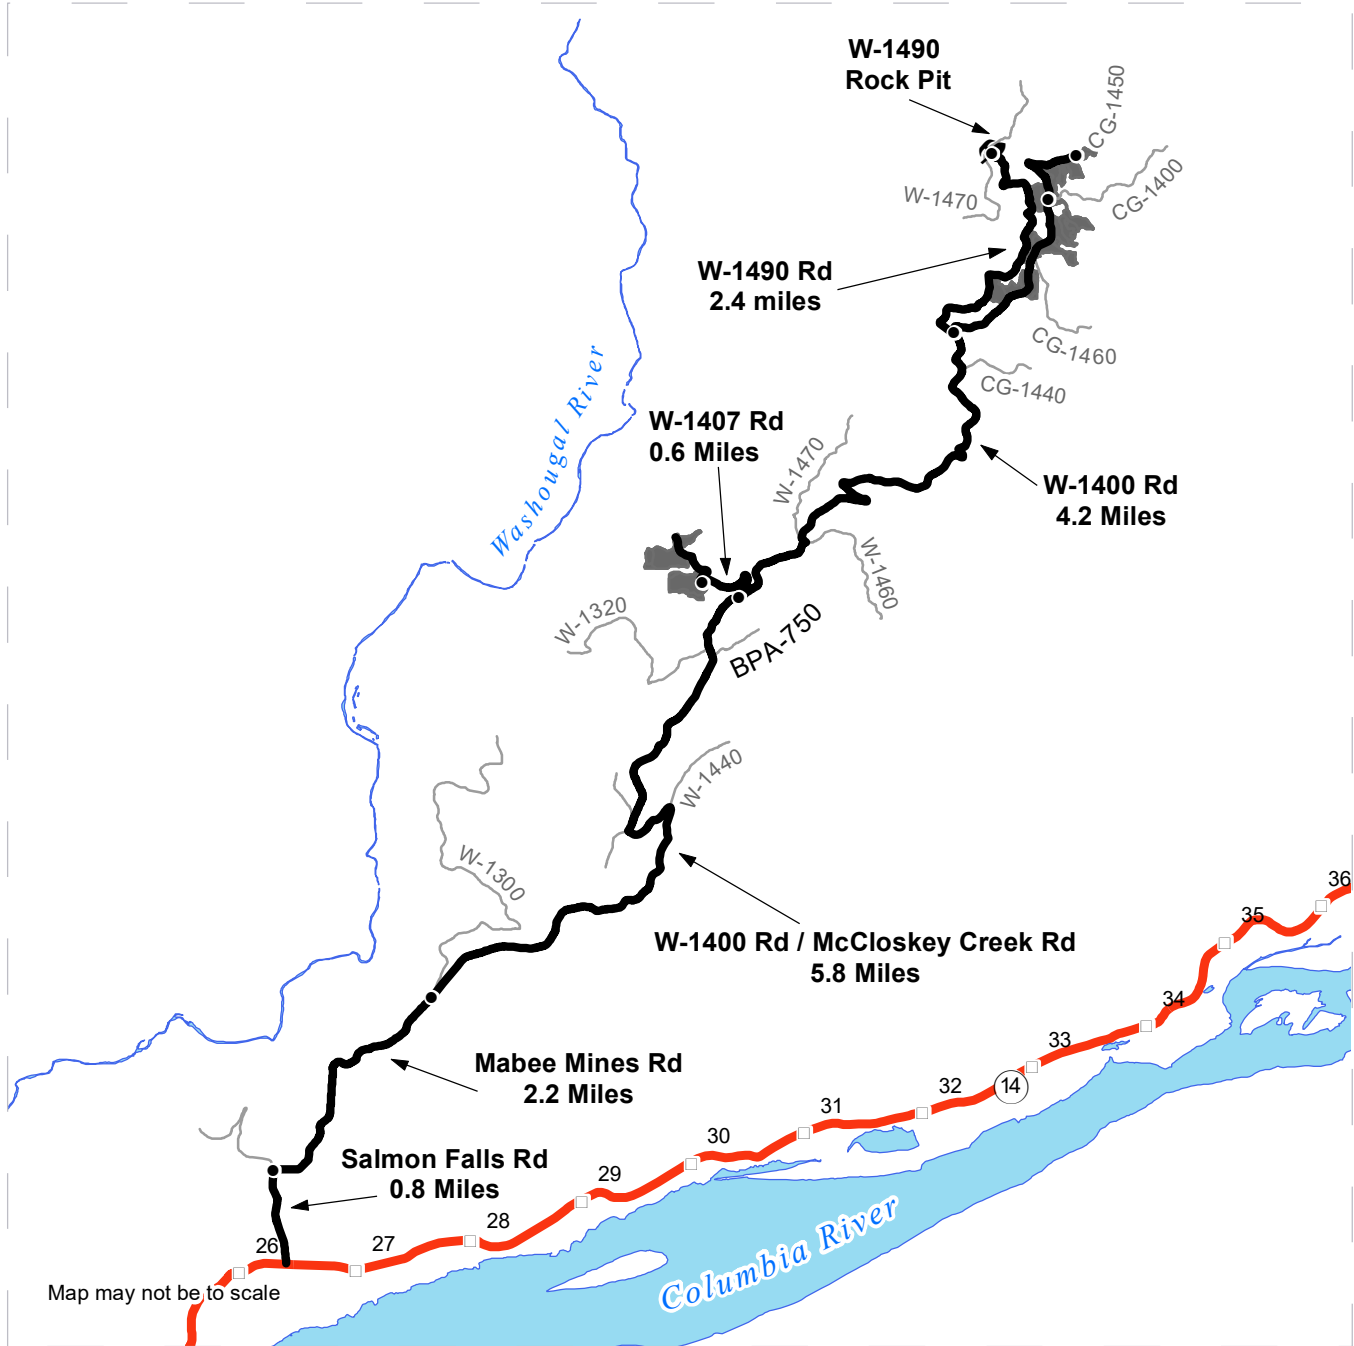 W-1490
Rock Pit
CG-1450
CG-1400
W-1470
W-1490 Rd
2.4 miles
CG-1460
CG-1440
Washougal River
W-1407 Rd
0.6 Miles
W-1470
W-1400 Rd
4.2 Miles
W-1460
W-1320
BPA-750
W-1440
W-1300
W-1400 Rd / McCloskey Creek Rd
5.8 Miles
36
35
34
33
Mabee Mines Rd
2.2 Miles
14
32
31
30
Salmon Falls Rd
0.8 Miles
29
28
27
26
Columbia River
Map may not be to scale